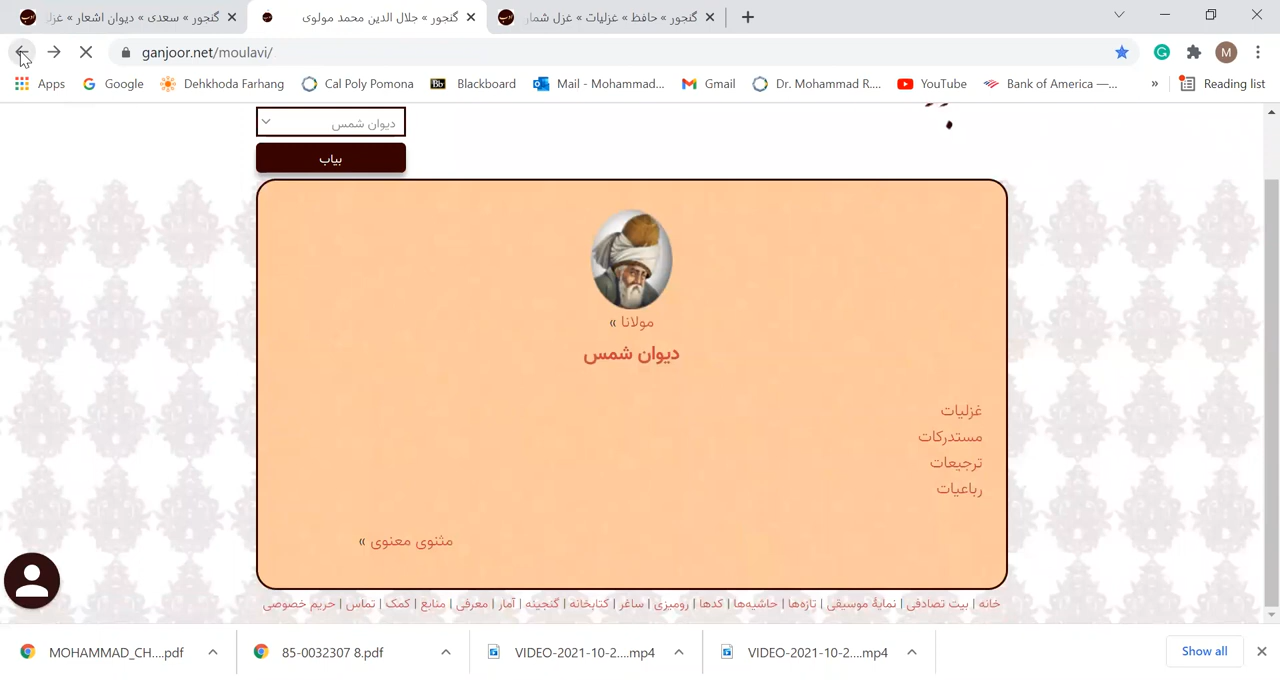 گنجور » سعدی » دیوان اشعار » غزل
گنجور » جلال الدین محمد مولوی
گنجور » حافظ » غزلیات » غزل شمار
ganjoor.net/moulavi/
M
Apps
Google
Dehkhoda Farhang
Cal Poly Pomona
Bb
Blackboard
Mail - Mohammad...
Gmail
Dr. Mohammad R....
YouTube
Bank of America —...
»
Reading list
دیوان شمس
بیاب
مولانا »
دیوان شمس
غزلیات
مستدرکات
ترجیعات
رباعیات
مثنوی معنوی »
خانه | بیت تصادفی | نمایهٔ موسیقی | تازه‌ها | حاشیه‌ها | کدها | رومیزی | ساغر | کتابخانه | گنجینه | آمار | معرفی | منابع | کمک | تماس | حریم خصوصی
MOHAMMAD_CH....pdf
85-0032307 8.pdf
VIDEO-2021-10-2....mp4
VIDEO-2021-10-2....mp4
Show all